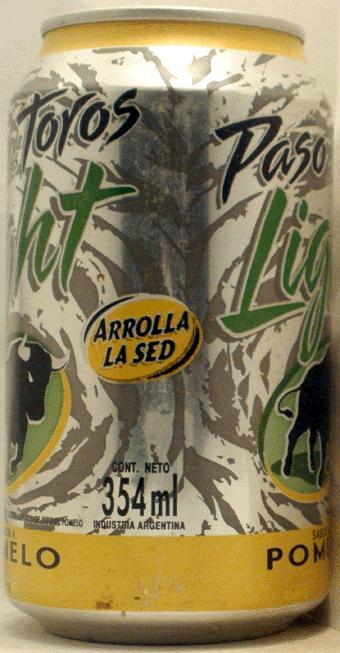 Toros
ht
ARROLLA
LA SED
CONT. NETO
354 ml
INDUSTRIA ARGENTINA
MELO
Paso
Lig
POM